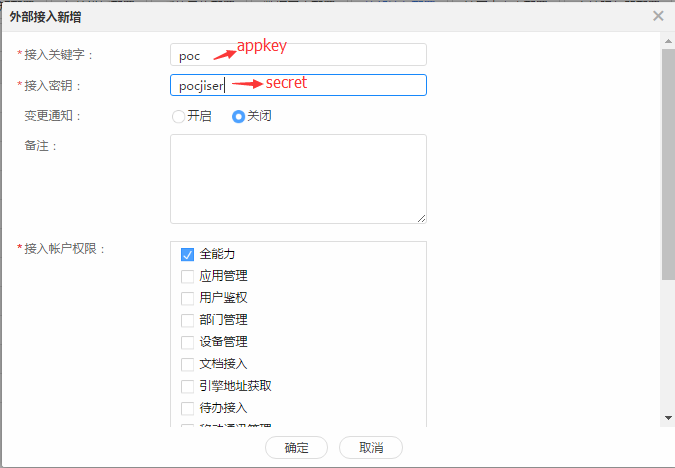 外部接入新增
*接入关键字： poc appkey
*接入密钥： pocjiser secret
变更通知： 开启 关闭
备注：
*接入帐户权限： 全能力
应用管理
用户鉴权
部门管理
设备管理
文档接入
引擎地址获取
待办接入
确定 取消